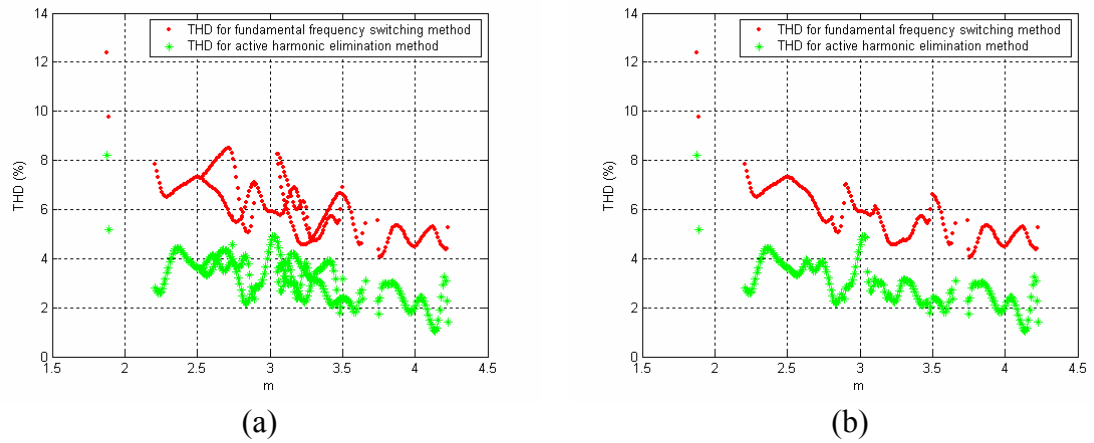 14
12
10
8
6
4
2
0
THD (%)
THD for fundamental frequency switching method
THD for active harmonic elimination method
1.5 2 2.5 3 3.5 4 4.5
m
(a)
14
12
10
8
6
4
2
0
THD (%)
THD for fundamental frequency switching method
THD for active harmonic elimination method
1.5 2 2.5 3 3.5 4 4.5
m
(b)